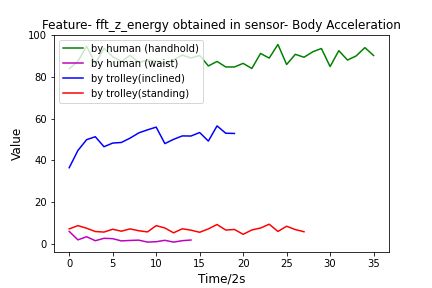 Feature- fft_z_energy obtained in sensor- Body Acceleration
by human (handhold)
by human (waist)
by trolley(inclined)
by trolley(standing)
Value
100
80
60
40
20
0
0 5 10 15 20 25 30 35
Time/2s